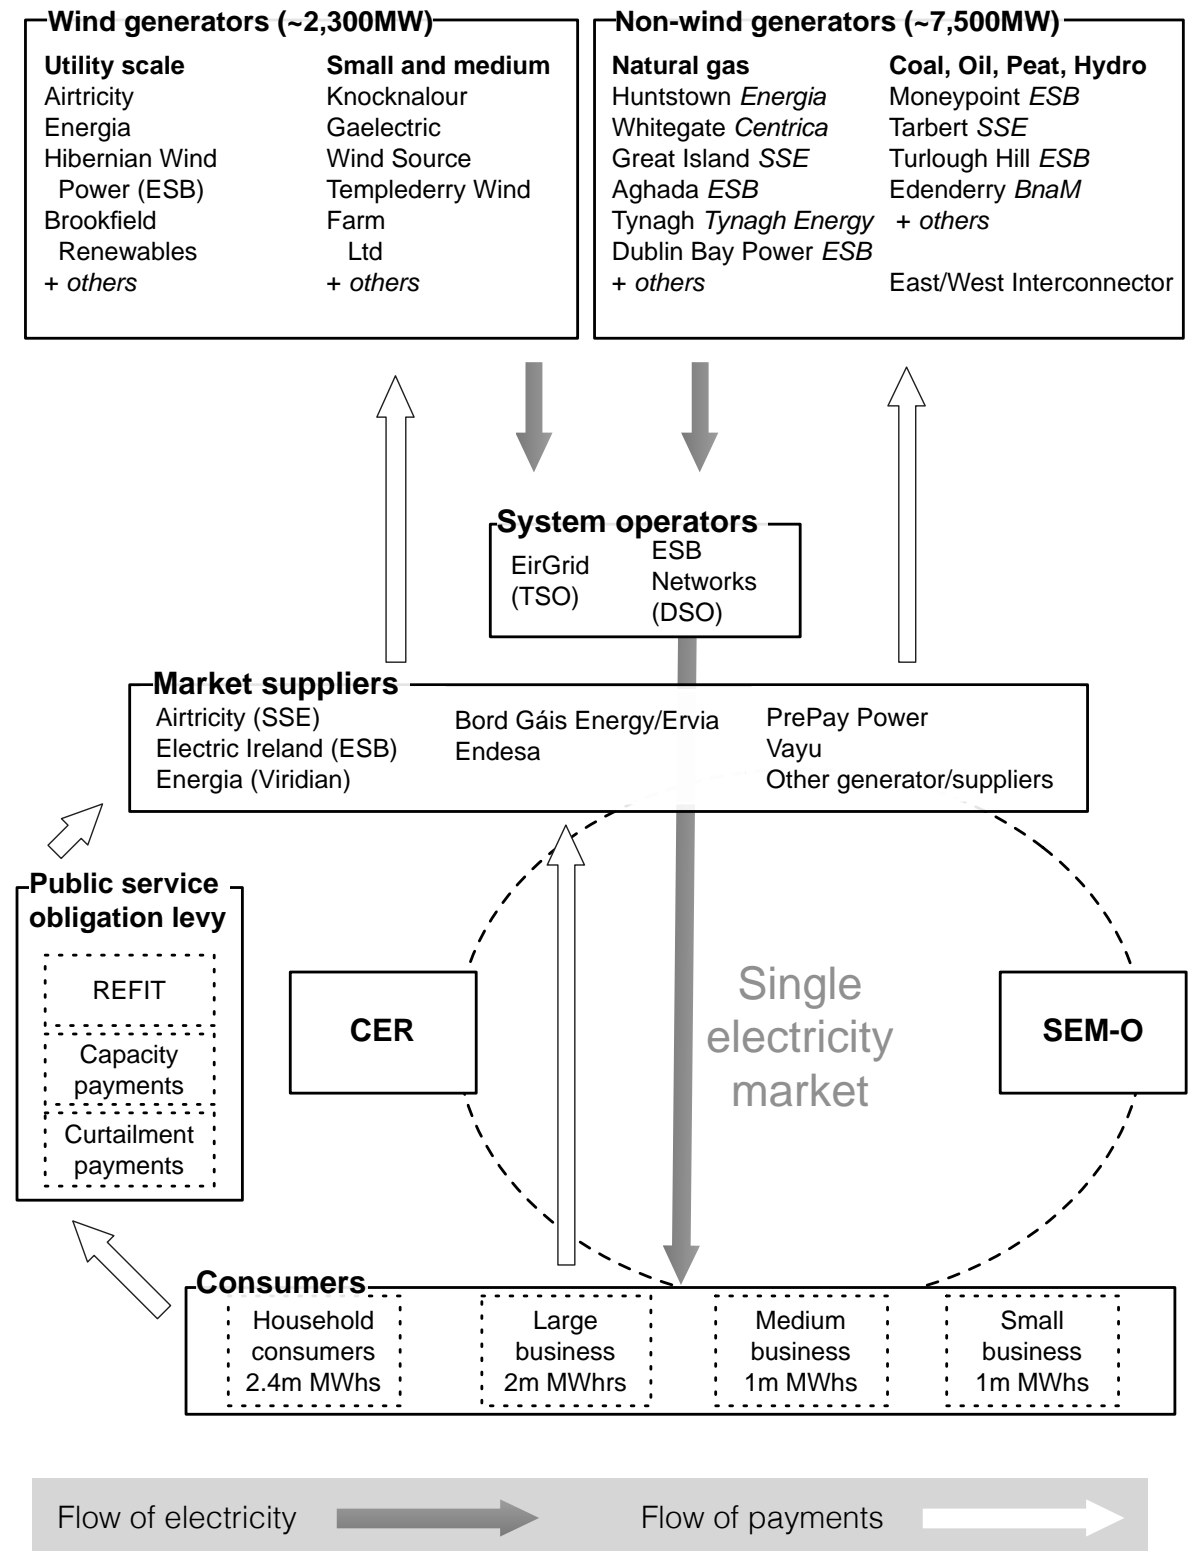 Wind generators (~2,300MW)
Utility scale
Airtricity
Energia
Hibernian Wind
Power (ESB)
Brookfield
Renewables
+ others
Small and medium
Knocknalour
Gaelectric
Wind Source
Templederry Wind
Farm
Ltd
+ others
Non-wind generators (~7,500MW)
Natural gas
Huntstown Energia
Whitegate Centrica
Great Island SSE
Aghada ESB
Tynagh Tynagh Energy
Dublin Bay Power ESB
+ others
Coal, Oil, Peat, Hydro
Moneypoint ESB
Tarbert SSE
Turlough Hill ESB
Edenderry BnaM
+ others
East/West Interconnector
System operators
EirGrid
(TSO)
ESB
Networks
(DSO)
Market suppliers
Airtricity (SSE)
Electric Ireland (ESB)
Energia (Viridian)
Bord Gáis Energy/Ervia
Endesa
PrePay Power
Vayu
Other generator/suppliers
Public service
obligation levy
REFIT
Capacity
payments
Curtailment
payments
CER
Single
electricity
market
SEM-O
Consumers
Household
consumers
2.4m MWhs
Large
business
2m MWhrs
Medium
business
1m MWhs
Small
business
1m MWhs
Flow of electricity
Flow of payments